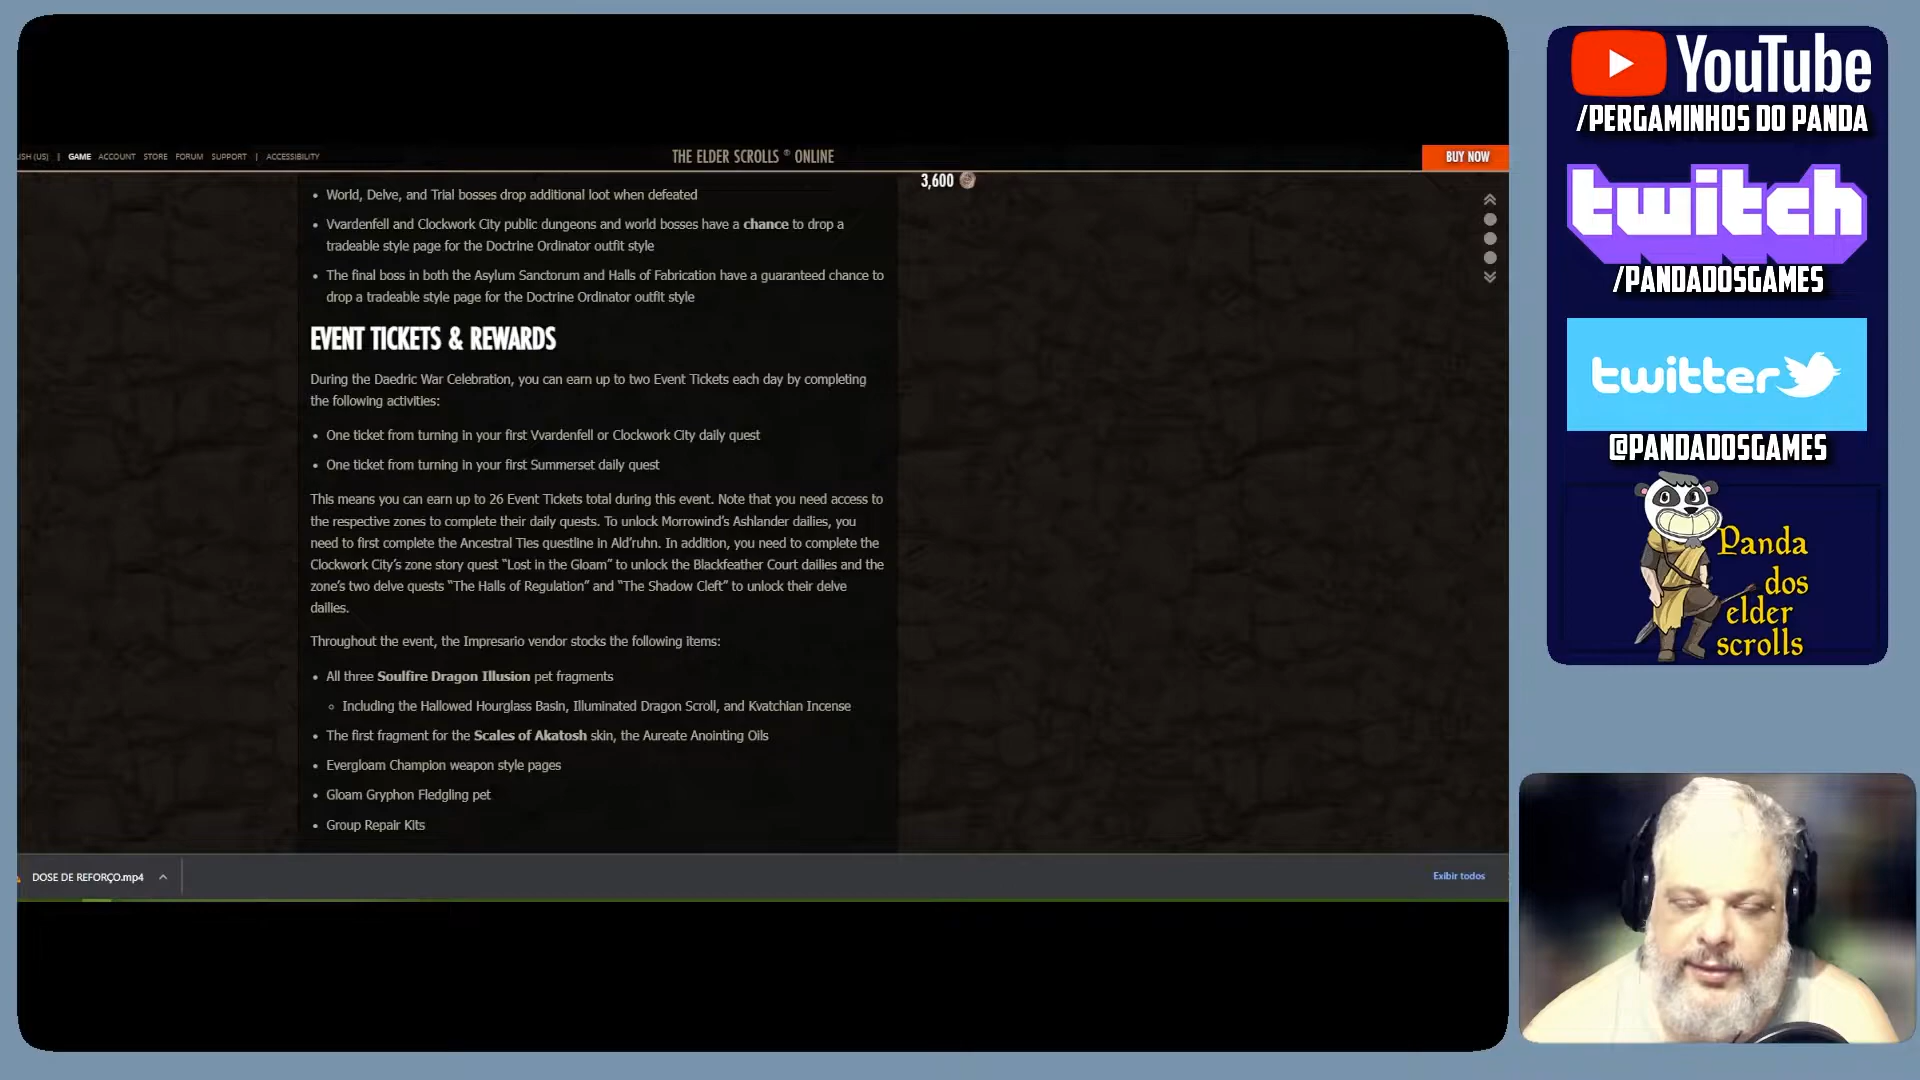 JSH (US) | GAME ACCOUNT STORE FORUM SUPPORT | ACCESSIBILITY
THE ELDER SCROLLS ® ONLINE
BUY NOW
3,600
• World, Delve, and Trial bosses drop additional loot when defeated
• Vvardenfell and Clockwork City public dungeons and world bosses have a chance to drop a
tradeable style page for the Doctrine Ordinator outfit style
• The final boss in both the Asylum Sanctorum and Halls of Fabrication have a guaranteed chance to
drop a tradeable style page for the Doctrine Ordinator outfit style
EVENT TICKETS & REWARDS
During the Daedric War Celebration, you can earn up to two Event Tickets each day by completing
the following activities:
• One ticket from turning in your first Vvardenfell or Clockwork City daily quest
• One ticket from turning in your first Summerset daily quest
This means you can earn up to 26 Event Tickets total during this event. Note that you need access to
the respective zones to complete their daily quests. To unlock Morrowind’s Ashlander dailies, you
need to first complete the Ancestral Ties questline in Ald’ruhn. In addition, you need to complete the
Clockwork City’s zone story quest “Lost in the Gloam” to unlock the Blackfeather Court dailies and the
zone’s two delve quests “The Halls of Regulation” and “The Shadow Cleft” to unlock their delve
dailies.
Throughout the event, the Impresario vendor stocks the following items:
• All three Soulfire Dragon Illusion pet fragments
◦ Including the Hallowed Hourglass Basin, Illuminated Dragon Scroll, and Kvatchian Incense
• The first fragment for the Scales of Akatosh skin, the Aureate Anointing Oils
• Evergloam Champion weapon style pages
• Gloam Gryphon Fledgling pet
• Group Repair Kits
DOSE DE REFORÇO.mp4
Exibir todos
YouTube
/PERGAMINHOS DO PANDA
twitch
/PANDADOSGAMES
twitter
@PANDADOSGAMES
Panda
dos
elder
scrolls